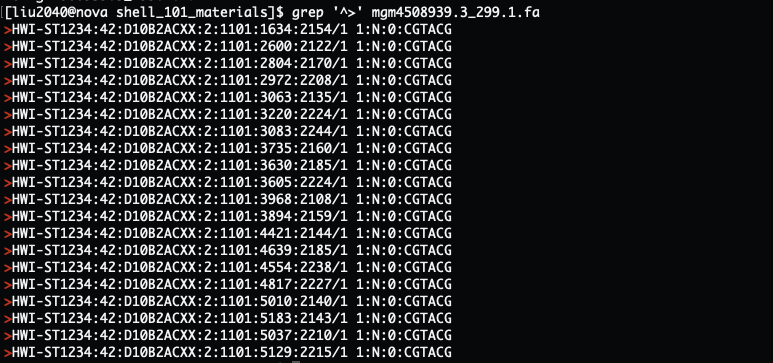 [[liu2040@nova shell_101_materials]$ grep '^>' mgm4508939.3_299.1.fa
>HWI-ST1234:42:D10B2ACXX:2:1101:1634:2154/1 1:N:0:CGTACG
>HWI-ST1234:42:D10B2ACXX:2:1101:2600:2122/1 1:N:0:CGTACG
>HWI-ST1234:42:D10B2ACXX:2:1101:2804:2170/1 1:N:0:CGTACG
>HWI-ST1234:42:D10B2ACXX:2:1101:2972:2208/1 1:N:0:CGTACG
>HWI-ST1234:42:D10B2ACXX:2:1101:3063:2135/1 1:N:0:CGTACG
>HWI-ST1234:42:D10B2ACXX:2:1101:3220:2224/1 1:N:0:CGTACG
>HWI-ST1234:42:D10B2ACXX:2:1101:3083:2244/1 1:N:0:CGTACG
>HWI-ST1234:42:D10B2ACXX:2:1101:3735:2160/1 1:N:0:CGTACG
>HWI-ST1234:42:D10B2ACXX:2:1101:3630:2185/1 1:N:0:CGTACG
>HWI-ST1234:42:D10B2ACXX:2:1101:3605:2224/1 1:N:0:CGTACG
>HWI-ST1234:42:D10B2ACXX:2:1101:3968:2108/1 1:N:0:CGTACG
>HWI-ST1234:42:D10B2ACXX:2:1101:3894:2159/1 1:N:0:CGTACG
>HWI-ST1234:42:D10B2ACXX:2:1101:4421:2144/1 1:N:0:CGTACG
>HWI-ST1234:42:D10B2ACXX:2:1101:4639:2185/1 1:N:0:CGTACG
>HWI-ST1234:42:D10B2ACXX:2:1101:4554:2238/1 1:N:0:CGTACG
>HWI-ST1234:42:D10B2ACXX:2:1101:4817:2227/1 1:N:0:CGTACG
>HWI-ST1234:42:D10B2ACXX:2:1101:5010:2140/1 1:N:0:CGTACG
>HWI-ST1234:42:D10B2ACXX:2:1101:5183:2143/1 1:N:0:CGTACG
>HWI-ST1234:42:D10B2ACXX:2:1101:5037:2210/1 1:N:0:CGTACG
>HWI-ST1234:42:D10B2ACXX:2:1101:5129:2215/1 1:N:0:CGTACG